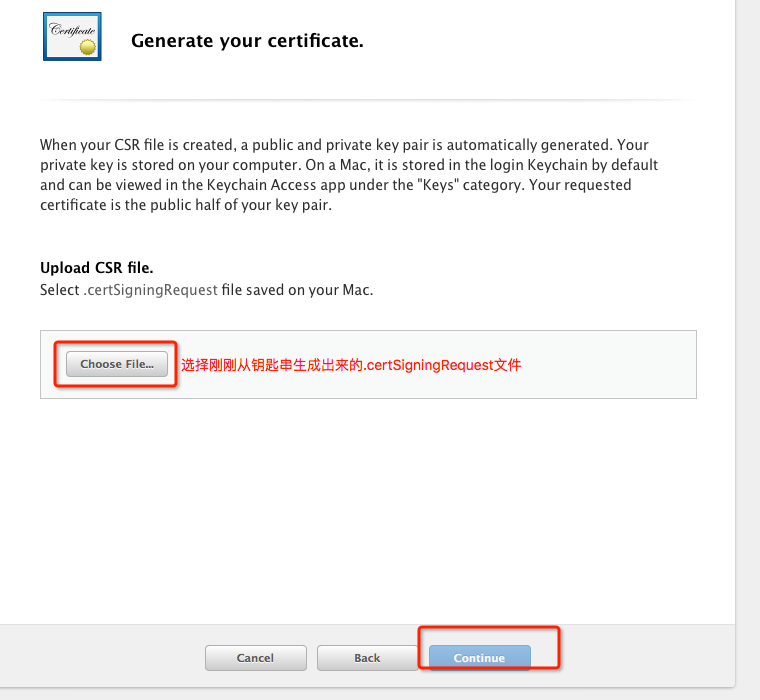 Certificate
Generate your certificate.
When your CSR file is created, a public and private key pair is automatically generated. Your
private key is stored on your computer. On a Mac, it is stored in the login Keychain by default
and can be viewed in the Keychain Access app under the "Keys" category. Your requested
certificate is the public half of your key pair.
Upload CSR file.
Select .certSigningRequest file saved on your Mac.
Choose File... 选择刚刚从钥匙串生成出来的.certSigningRequest文件
Cancel Back Continue